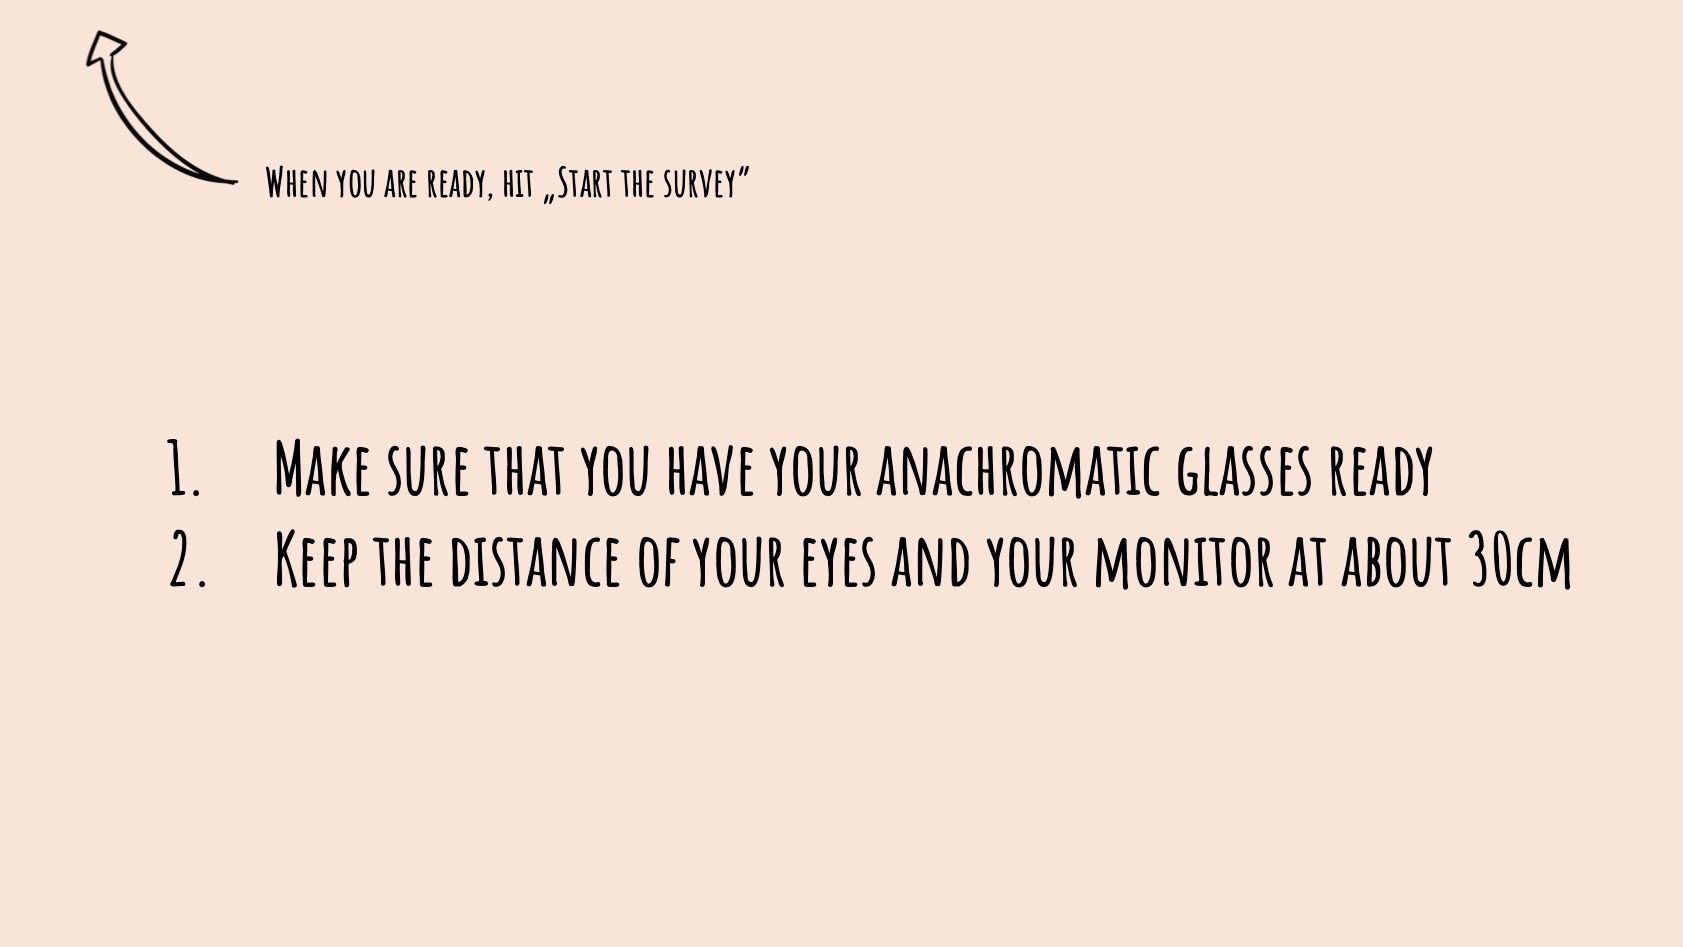 When you are ready, hit „Start the survey”
1. Make sure that you have your anachromatic glasses ready
2. Keep the distance of your eyes and your monitor at about 30cm